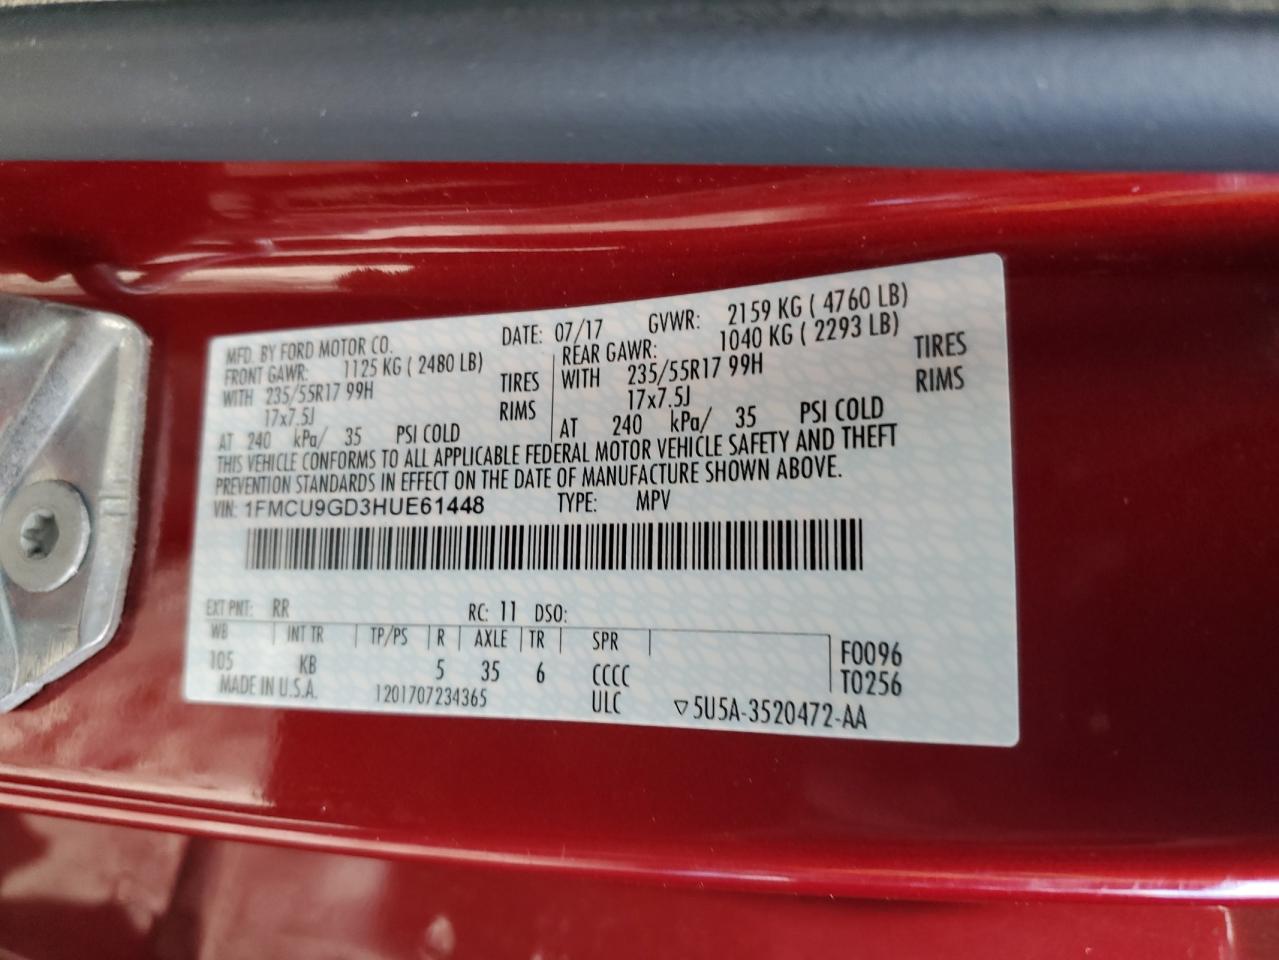 MFD. BY FORD MOTOR CO. DATE: 07/17 GVWR: 2159 KG ( 4760 LB)
FRONT GAWR: 1125 KG ( 2480 LB) REAR GAWR: 1040 KG ( 2293 LB)
WITH 235/55R17 99H TIRES WITH 235/55R17 99H TIRES
17x7.5J RIMS 17x7.5J RIMS
AT 240 kPa/ 35 PSI COLD AT 240 kPa/ 35 PSI COLD
THIS VEHICLE CONFORMS TO ALL APPLICABLE FEDERAL MOTOR VEHICLE SAFETY AND THEFT
PREVENTION STANDARDS IN EFFECT ON THE DATE OF MANUFACTURE SHOWN ABOVE.
VIN: 1FMCU9GD3HUE61448 TYPE: MPV
EXT PNT: RR RC: 11 DSO:
WB INT TR TP/PS R AXLE TR SPR F0096
105 KB 5 35 6 CCCC T0256
MADE IN U.S.A. 1201707234365 ULC ▽5U5A-3520472-AA